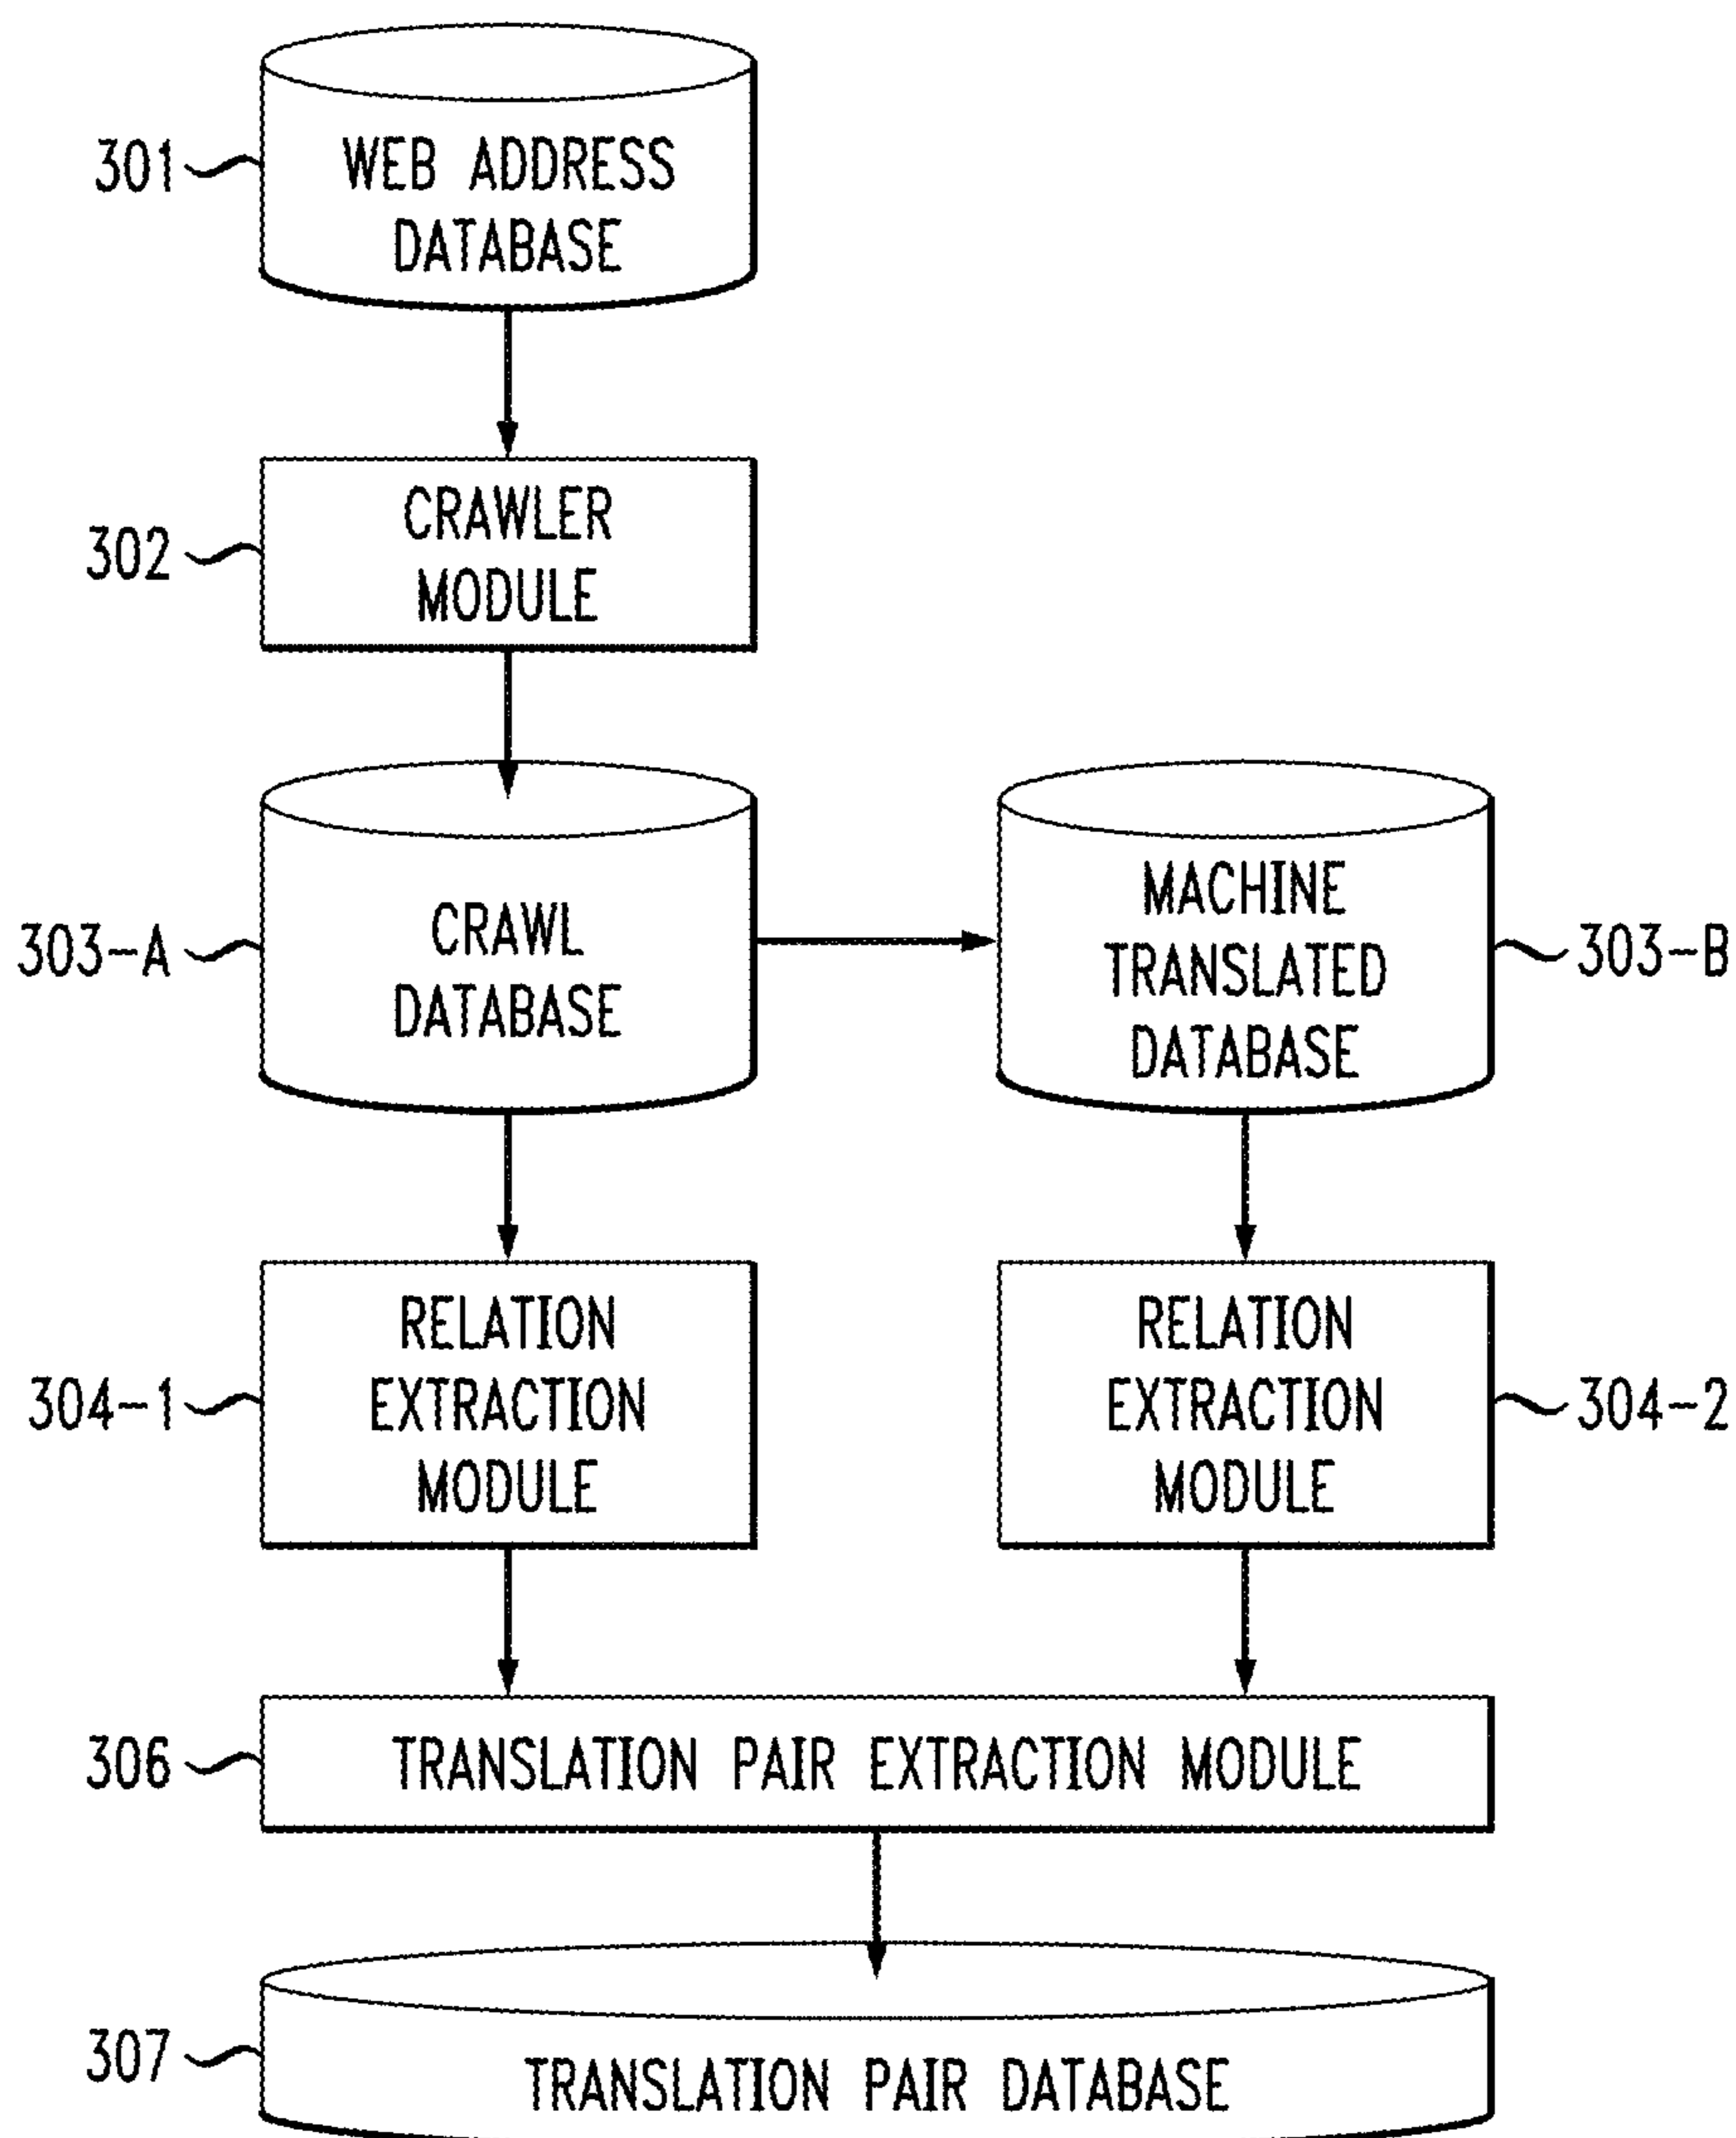 301
WEB ADDRESS
DATABASE
302
CRAWLER
MODULE
303-A
CRAWL
DATABASE
MACHINE
TRANSLATED
DATABASE
303-B
304-1
RELATION
EXTRACTION
MODULE
RELATION
EXTRACTION
MODULE
304-2
306
TRANSLATION PAIR EXTRACTION MODULE
307
TRANSLATION PAIR DATABASE